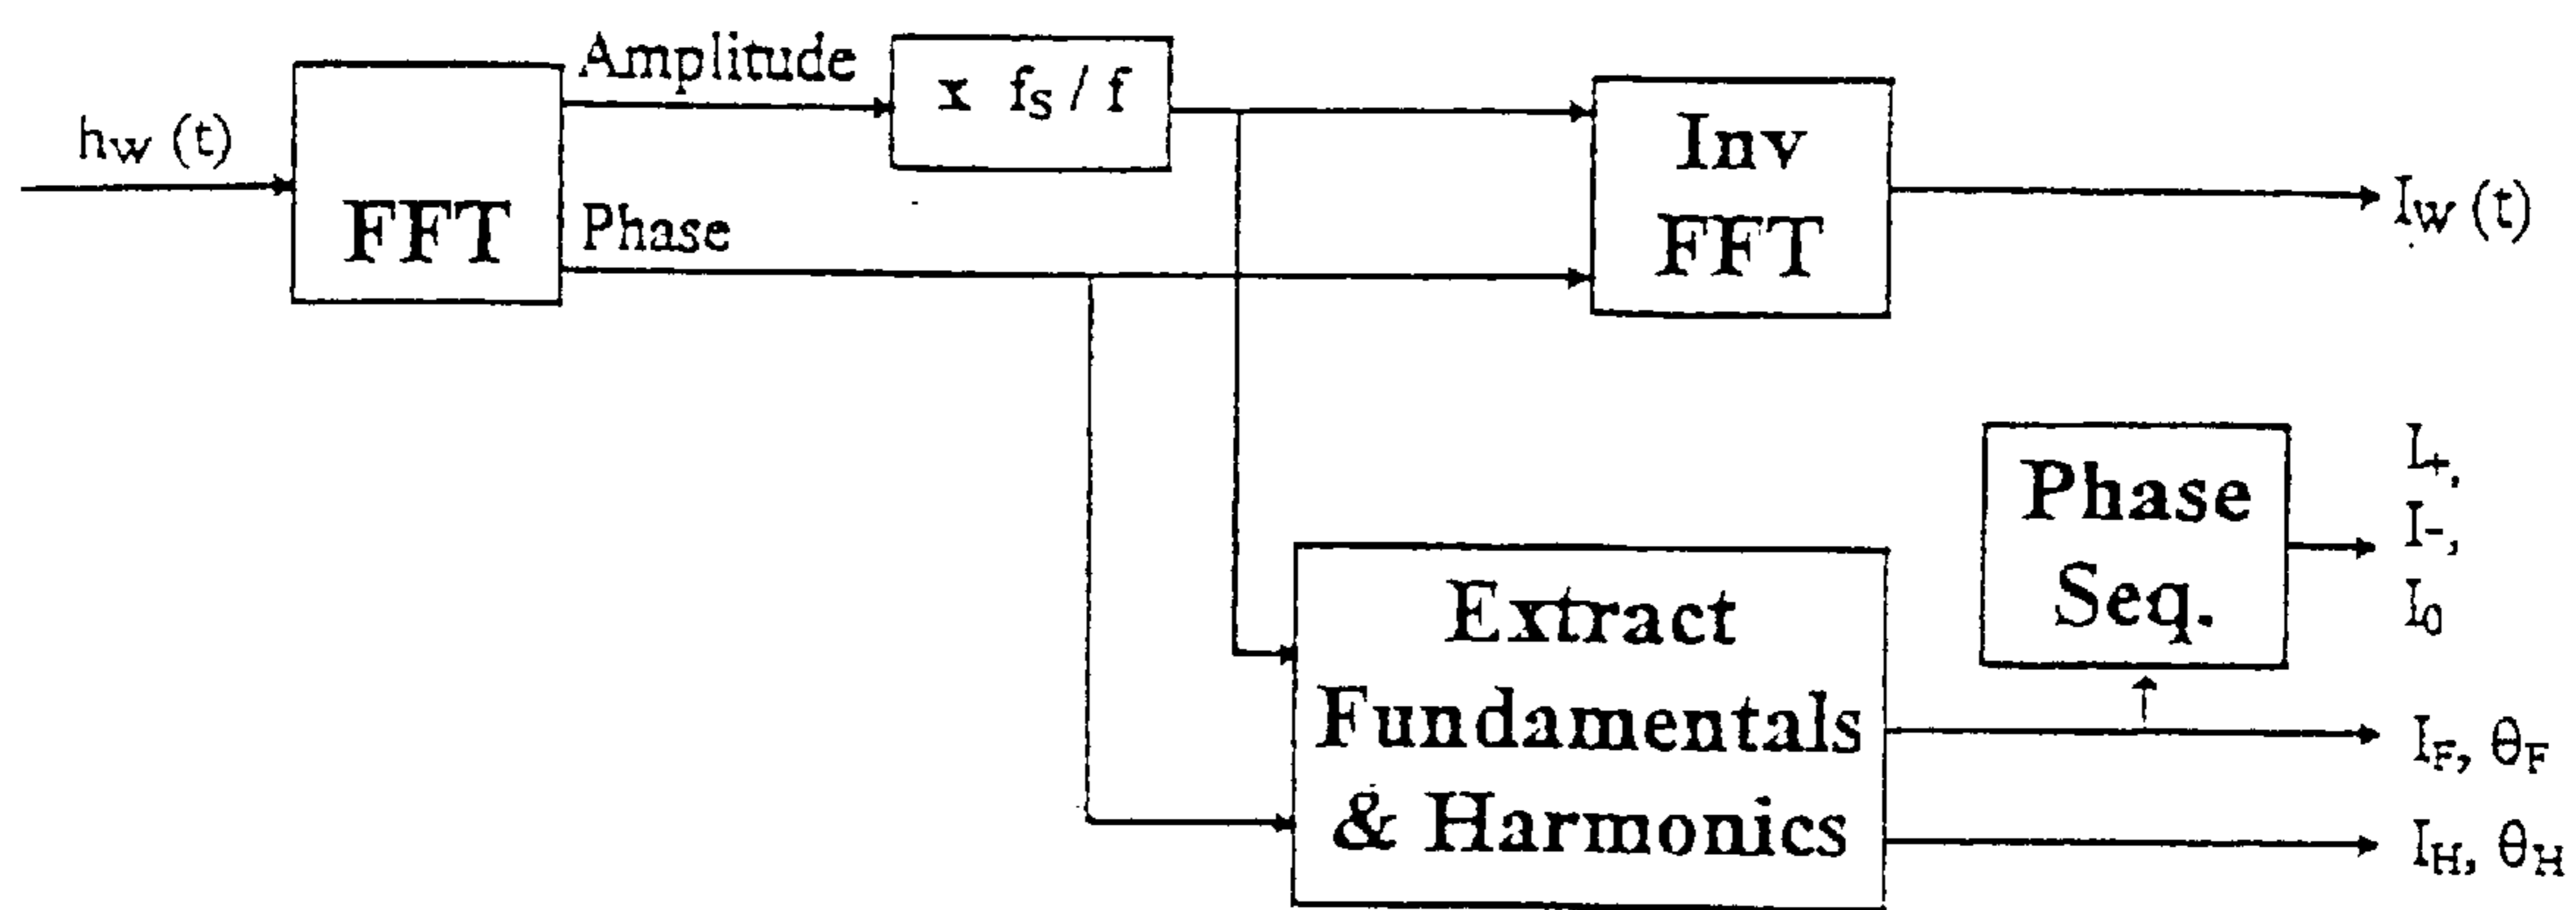 Amplitude
x fS / f
hW (t)
FFT
Phase
Inv
FFT
IW (t)
Phase
Seq.
I+,
I-,
I0
Extract
Fundamentals
& Harmonics
IF, θF
IH, θH